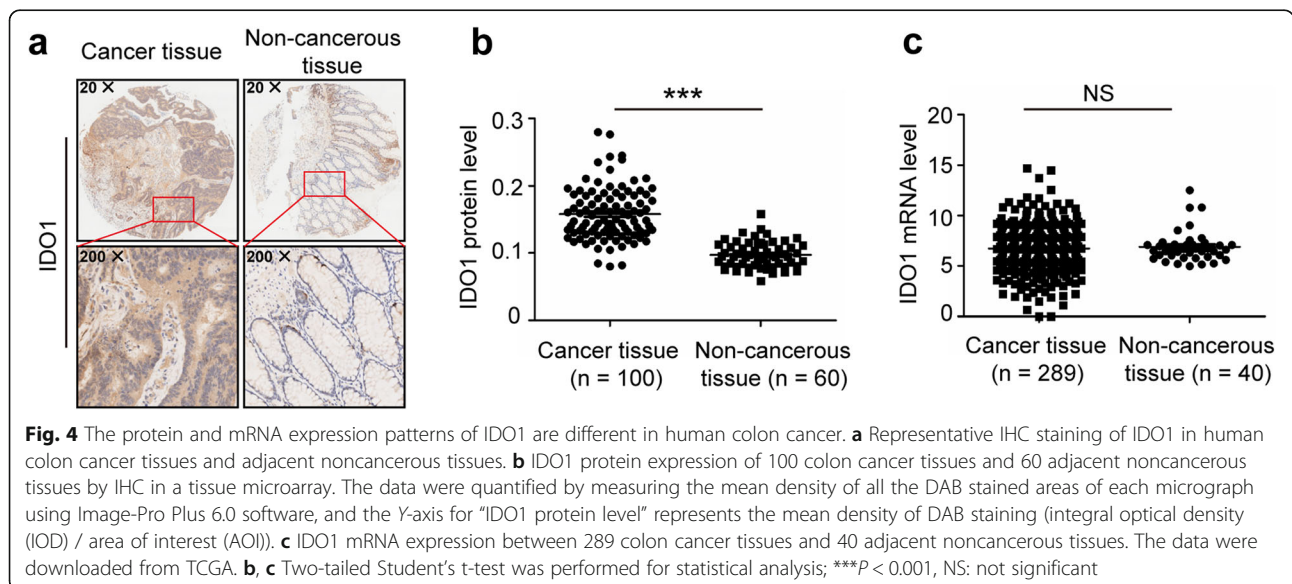 a
Cancer tissue
Non-cancerous
tissue
20 ×
20 ×
IDO1
200 ×
200 ×
b
***
IDO1 protein level
0.3
0.2
0.1
0
Cancer tissue
(n = 100)
Non-cancerous
tissue (n = 60)
c
NS
IDO1 mRNA level
20
15
10
5
0
Cancer tissue
(n = 289)
Non-cancerous
tissue (n = 40)
Fig. 4 The protein and mRNA expression patterns of IDO1 are different in human colon cancer. a Representative IHC staining of IDO1 in human
colon cancer tissues and adjacent noncancerous tissues. b IDO1 protein expression of 100 colon cancer tissues and 60 adjacent noncancerous
tissues by IHC in a tissue microarray. The data were quantified by measuring the mean density of all the DAB stained areas of each micrograph
using Image-Pro Plus 6.0 software, and the Y-axis for “IDO1 protein level” represents the mean density of DAB staining (integral optical density
(IOD) / area of interest (AOI)). c IDO1 mRNA expression between 289 colon cancer tissues and 40 adjacent noncancerous tissues. The data were
downloaded from TCGA. b, c Two-tailed Student’s t-test was performed for statistical analysis; ***P < 0.001, NS: not significant